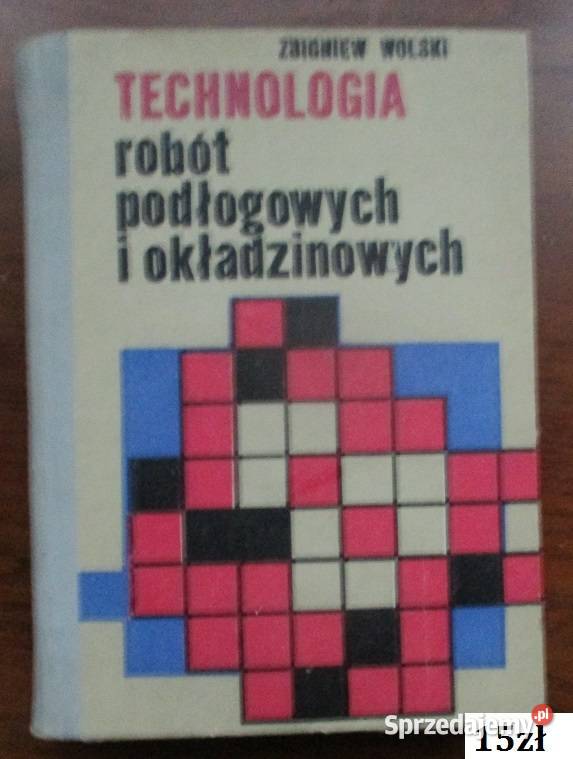 ZBIGNIEW WOLSKI
TECHNOLOGIA
robót
podłogowych
i okładzinowych
Sprzedajemy.pl
15zł